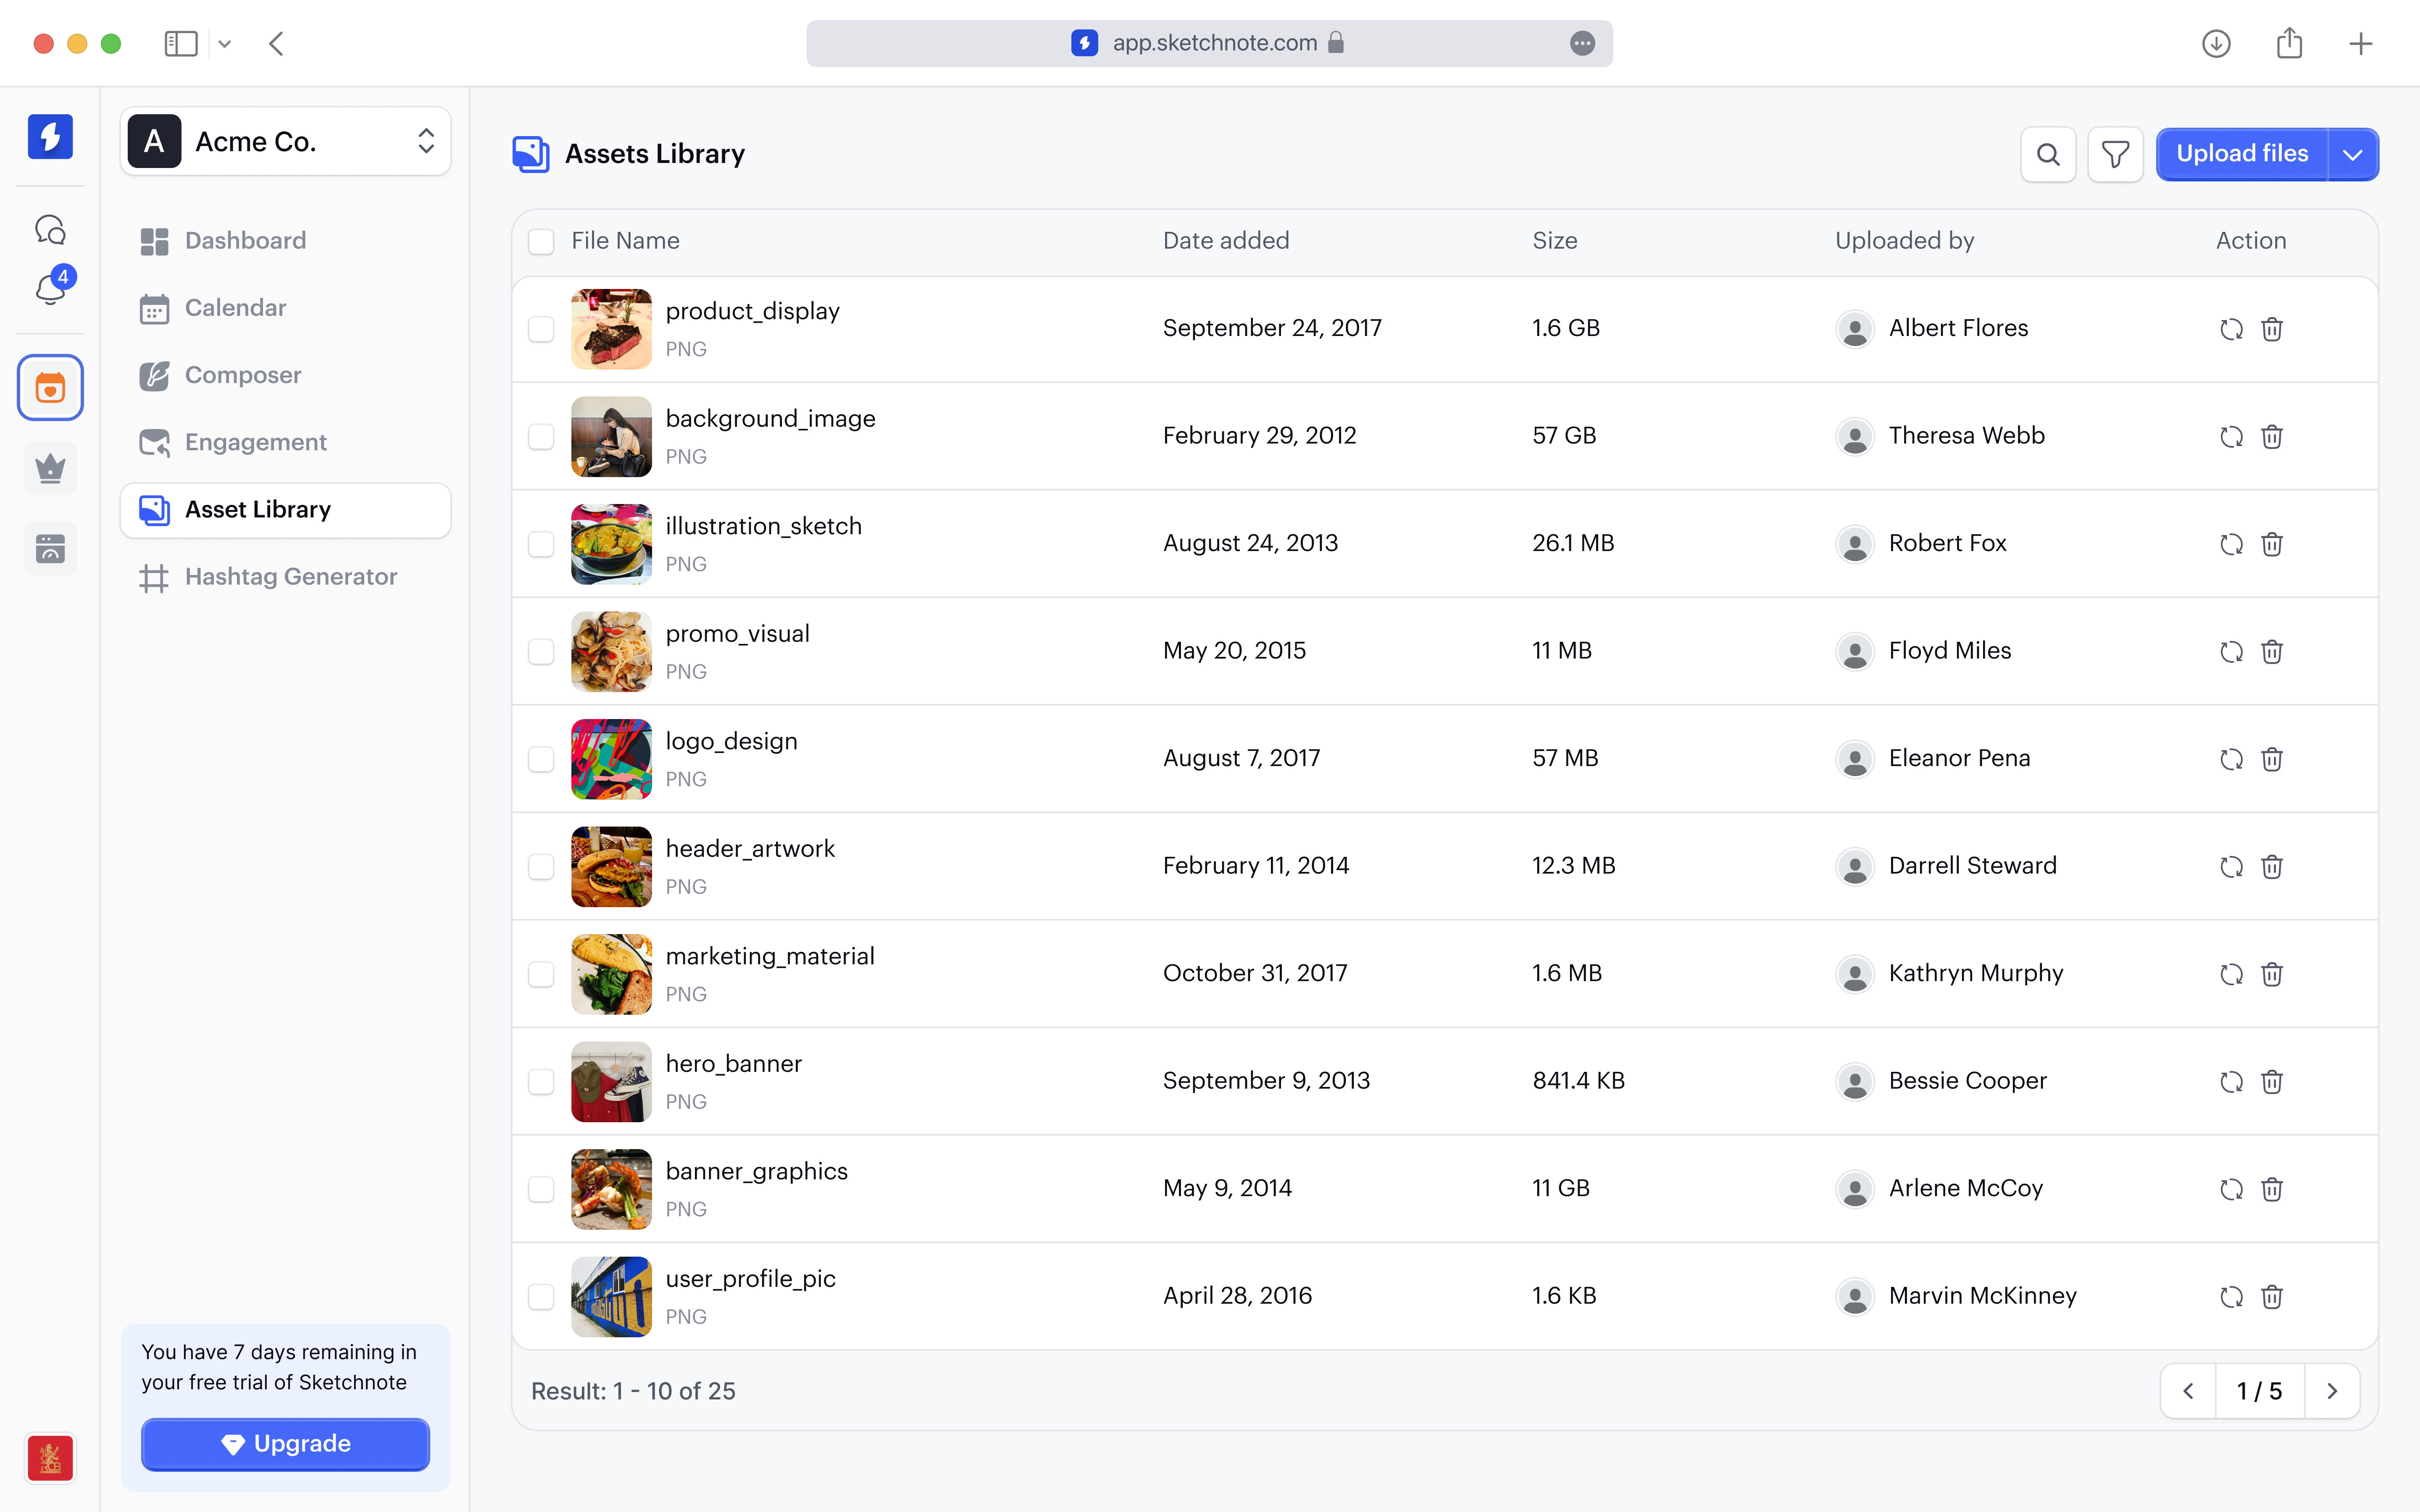 app.sketchnote.com
A
Acme Co.
4
Dashboard
Calendar
Composer
Engagement
Asset Library
Hashtag Generator
You have 7 days remaining in
your free trial of Sketchnote
Upgrade
Assets Library
Upload files
File Name Date added Size Uploaded by Action
product_display
PNG
September 24, 2017 1.6 GB Albert Flores
background_image
PNG
February 29, 2012 57 GB Theresa Webb
illustration_sketch
PNG
August 24, 2013 26.1 MB Robert Fox
promo_visual
PNG
May 20, 2015 11 MB Floyd Miles
logo_design
PNG
August 7, 2017 57 MB Eleanor Pena
header_artwork
PNG
February 11, 2014 12.3 MB Darrell Steward
marketing_material
PNG
October 31, 2017 1.6 MB Kathryn Murphy
hero_banner
PNG
September 9, 2013 841.4 KB Bessie Cooper
banner_graphics
PNG
May 9, 2014 11 GB Arlene McCoy
user_profile_pic
PNG
April 28, 2016 1.6 KB Marvin McKinney
Result: 1 - 10 of 25
1 / 5